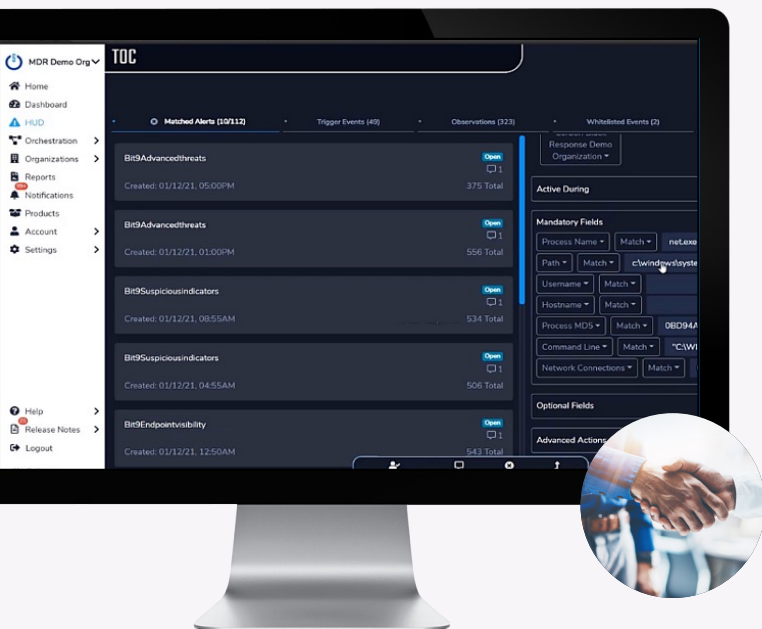 MDR Demo Org
TOC
Home
Dashboard
HUD
Orchestration
Organizations
Reports
99+
Notifications
Products
Account
Settings
Help
Release Notes
Logout
Matched Alerts [10/112]
Trigger Events (49)
Observations (323)
Whitelisted Events (2)
Bit9Advancedthreats
Open
1
Created: 01/12/21, 05:00PM
375 Total
Bit9Advancedthreats
Open
1
Created: 01/12/21, 01:00PM
556 Total
Bit9Suspiciousindicators
Open
1
Created: 01/12/21, 08:55AM
534 Total
Bit9Suspiciousindicators
Open
1
Created: 01/12/21, 04:55AM
506 Total
Bit9Endpointvisibility
Open
1
Created: 01/12/21, 12:50AM
543 Total
Response Demo
Organization
Active During
Mandatory Fields
Process Name Match net.exe
Path Match c:\windows\syste
Username Match
Hostname Match
Process MD5 Match 0BD94A
Command Line Match "C:\WI
Network Connections Match
Optional Fields
Advanced Actions